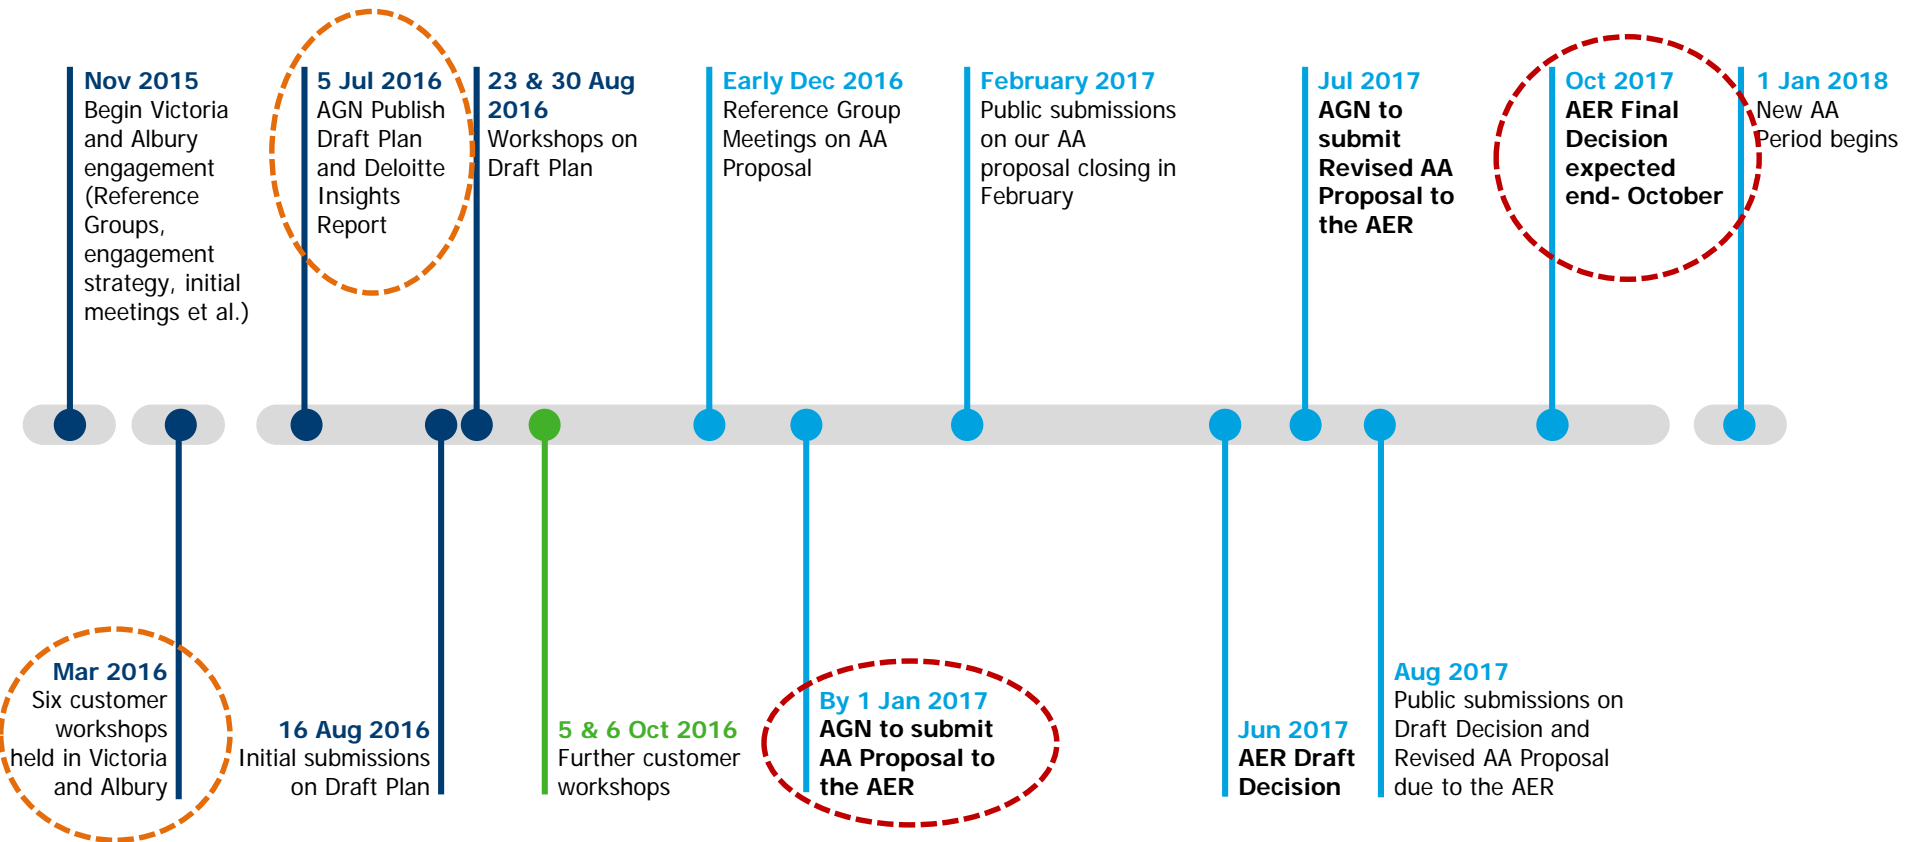 Nov 2015
Begin Victoria
and Albury
engagement
(Reference
Groups,
engagement
strategy, initial
meetings et al.)
5 Jul 2016
AGN Publish
Draft Plan
and Deloitte
Insights
Report
23 & 30 Aug
2016
Workshops on
Draft Plan
Early Dec 2016
Reference Group
Meetings on AA
Proposal
February 2017
Public submissions
on our AA
proposal closing in
February
Jul 2017
AGN to
submit
Revised AA
Proposal to
the AER
Oct 2017
AER Final
Decision
expected
end- October
1 Jan 2018
New AA
Period begins
Mar 2016
Six customer
workshops
held in Victoria
and Albury
16 Aug 2016
Initial submissions
on Draft Plan
5 & 6 Oct 2016
Further customer
workshops
By 1 Jan 2017
AGN to submit
AA Proposal to
the AER
Jun 2017
AER Draft
Decision
Aug 2017
Public submissions on
Draft Decision and
Revised AA Proposal
due to the AER